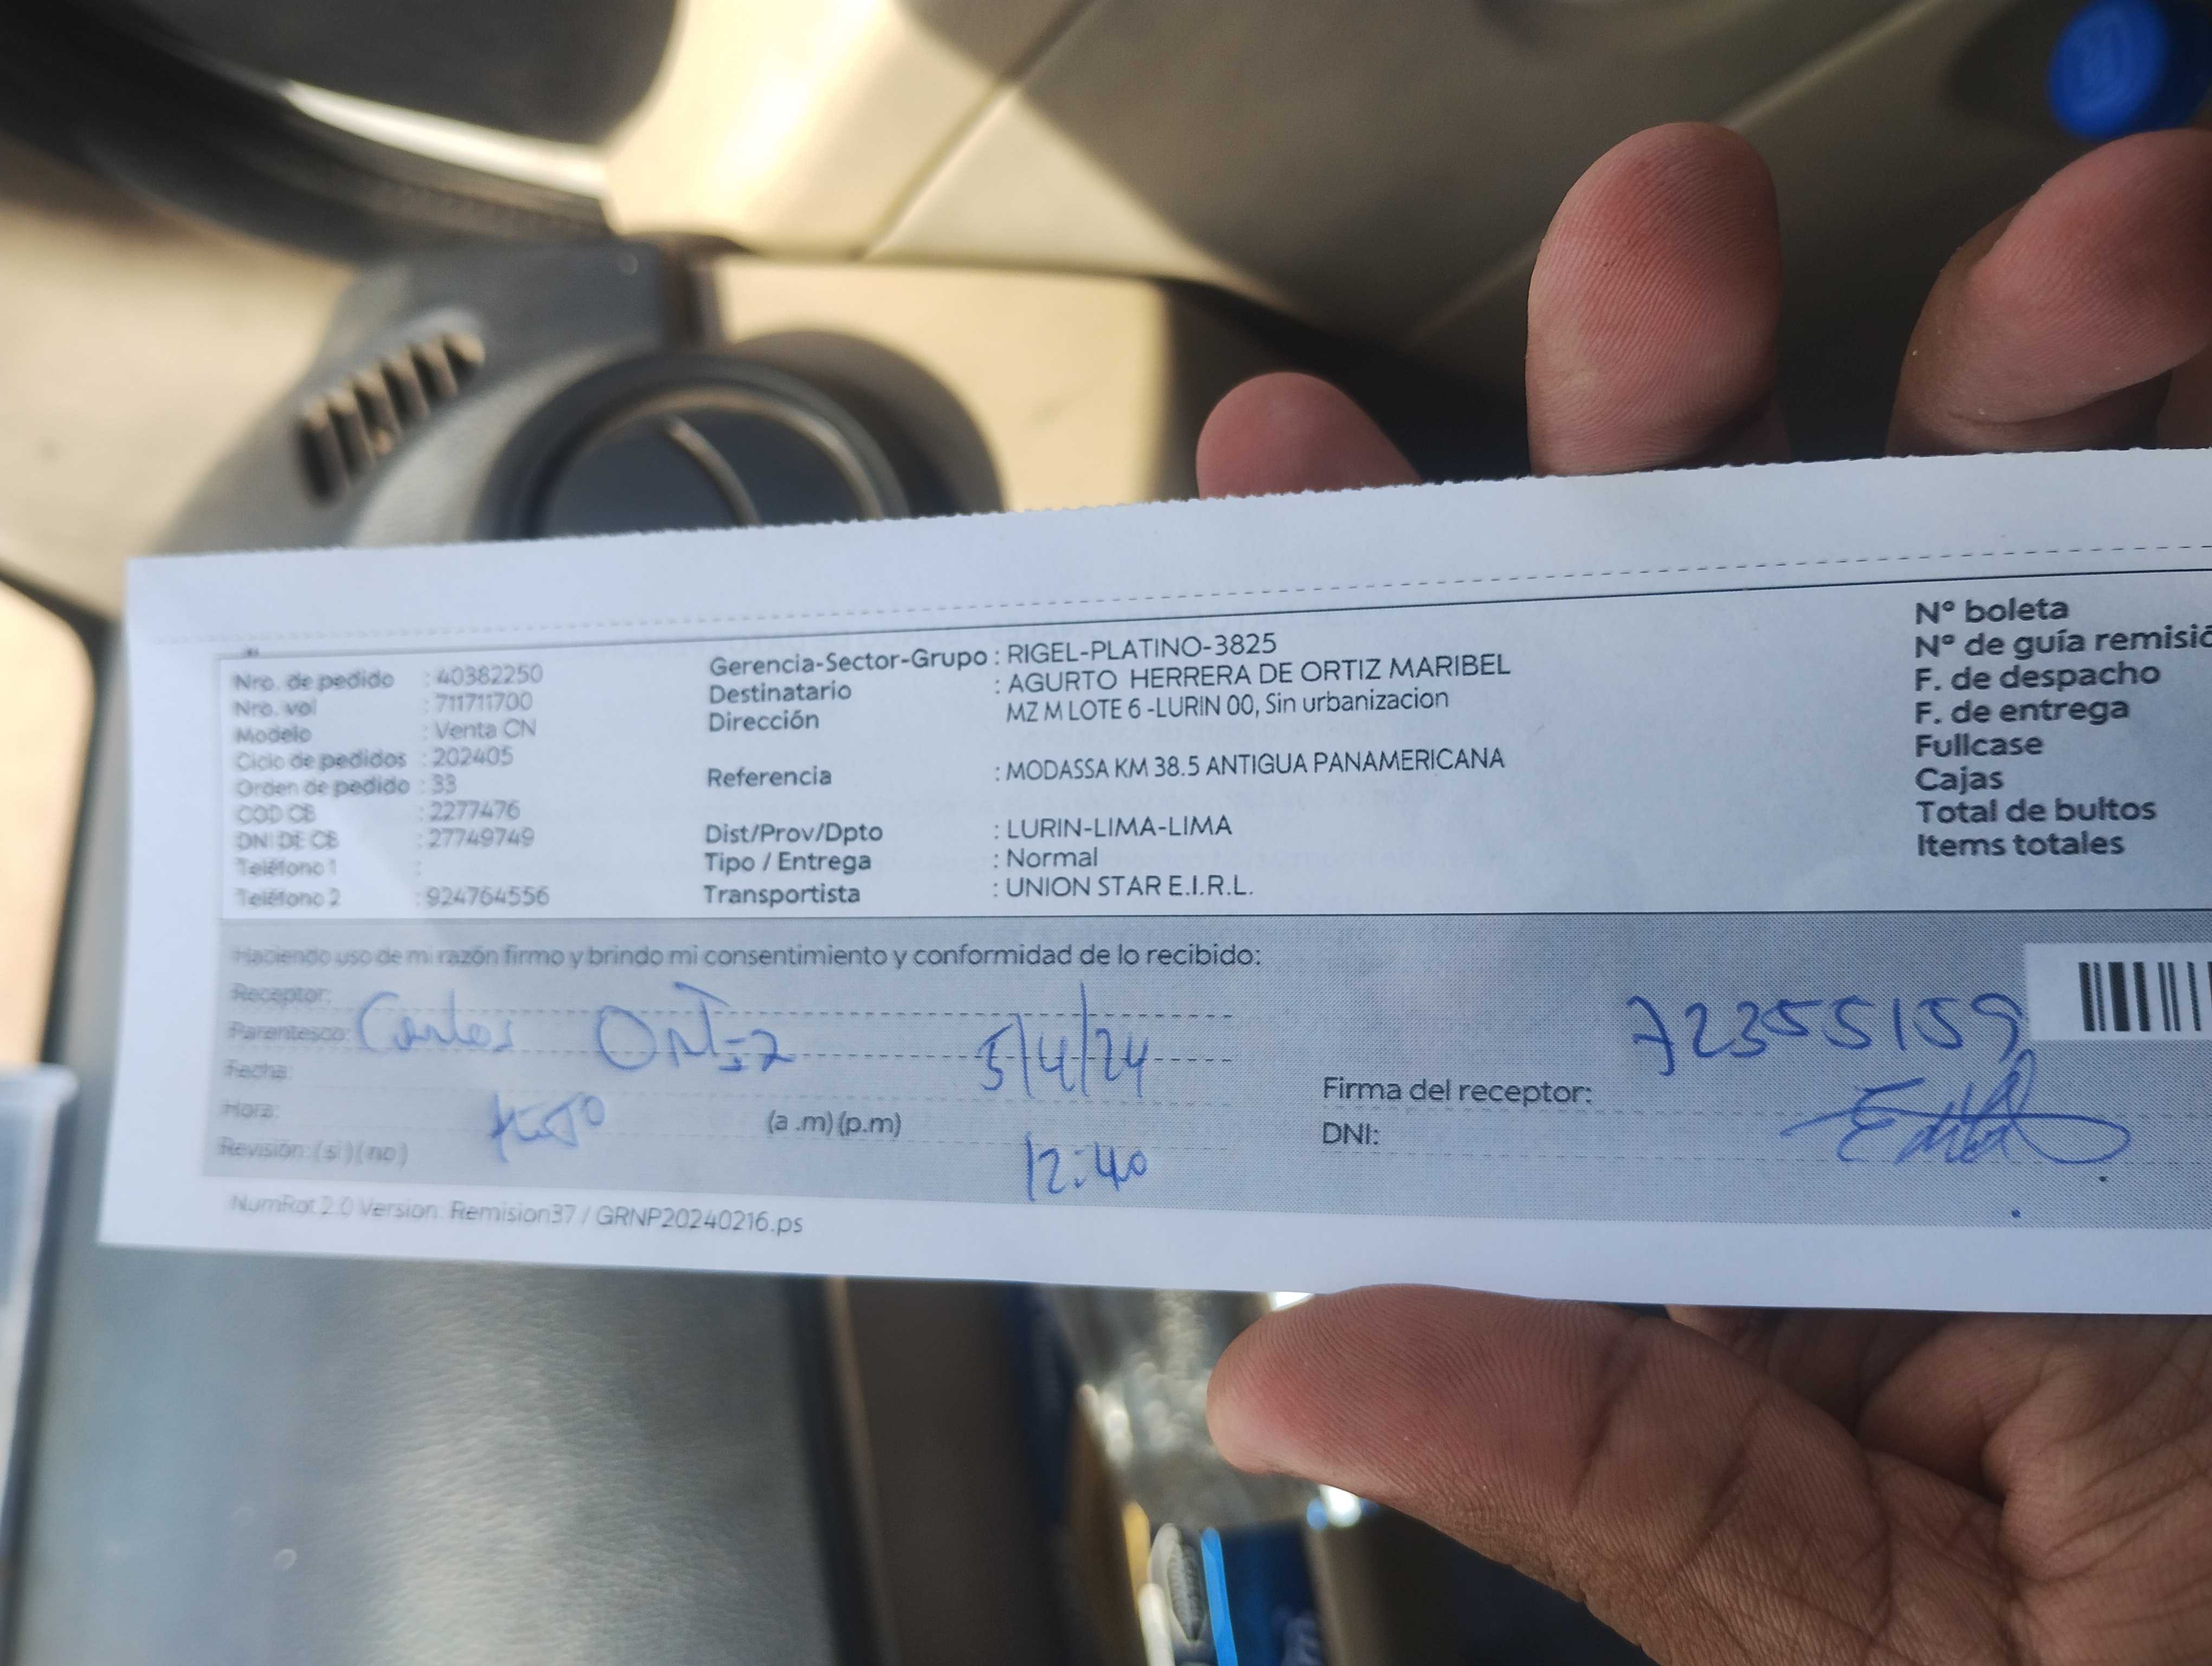 Nro. de pedido : 40382250
Nro. vol : 711711700
Modelo : Venta CN
Ciclo de pedidos : 202405
Orden de pedido : 33
COD CB : 2277476
DNI DE CB : 27749749
Teléfono 1 :
Teléfono 2 : 924764556
Gerencia-Sector-Grupo : RIGEL-PLATINO-3825
Destinatario : AGURTO HERRERA DE ORTIZ MARIBEL
Dirección MZ M LOTE 6 -LURIN 00, Sin urbanizacion
Referencia : MODASSA KM 38.5 ANTIGUA PANAMERICANA
Dist/Prov/Dpto : LURIN-LIMA-LIMA
Tipo / Entrega : Normal
Transportista : UNION STAR E.I.R.L.
N° boleta
N° de guía remisió
F. de despacho
F. de entrega
Fullcase
Cajas
Total de bultos
Items totales
Haciendo uso de mi razón firmo y brindo mi consentimiento y conformidad de lo recibido:
Receptor:
Parentesco: Carlos Ortiz 5/4/24
Fecha:
Hora: (a .m) (p.m)
Revisión: (si) (no) 12:40
72355159
Firma del receptor:
DNI:
NumRot 2.0 Version: Remision37 / GRNP20240216.ps